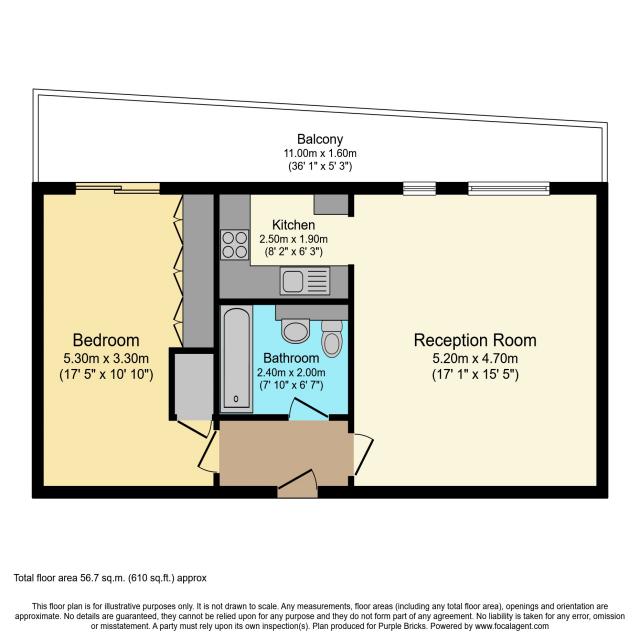 Balcony
11.00m x 1.60m
(36' 1" x 5' 3")
Kitchen
2.50m x 1.90m
(8' 2" x 6' 3")
Bedroom
5.30m x 3.30m
(17' 5" x 10' 10")
Bathroom
2.40m x 2.00m
(7' 10" x 6' 7")
Reception Room
5.20m x 4.70m
(17' 1" x 15' 5")
Total floor area 56.7 sq.m. (610 sq.ft.) approx
This floor plan is for illustrative purposes only. It is not drawn to scale. Any measurements, floor areas (including any total floor area), openings and orientation are
approximate. No details are guaranteed, they cannot be relied upon for any purpose and they do not form part of any agreement. No liability is taken for any error, omission
or misstatement. A party must rely upon its own inspection(s). Plan produced for Purple Bricks. Powered by www.focalagent.com